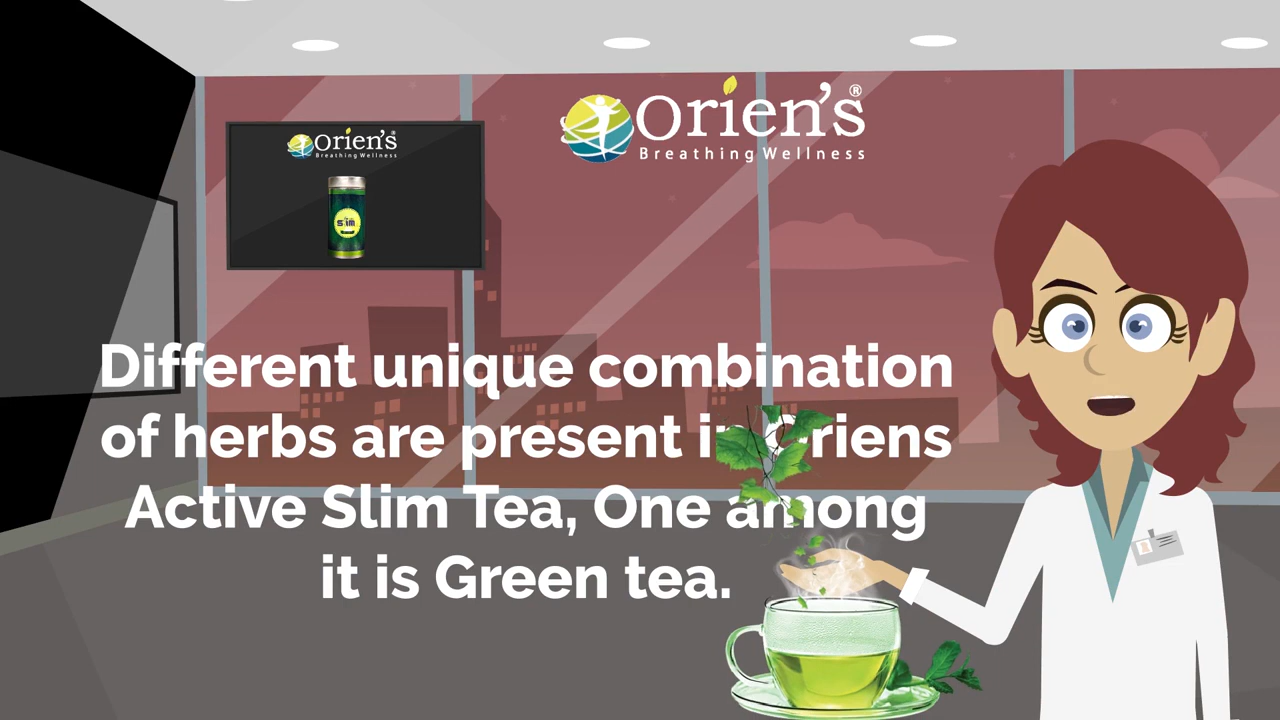 Orien's®
Breathing Wellness
Orien's®
Breathing Wellness
slim
Different unique combination
of herbs are present in Oriens
Active Slim Tea, One among
it is Green tea.